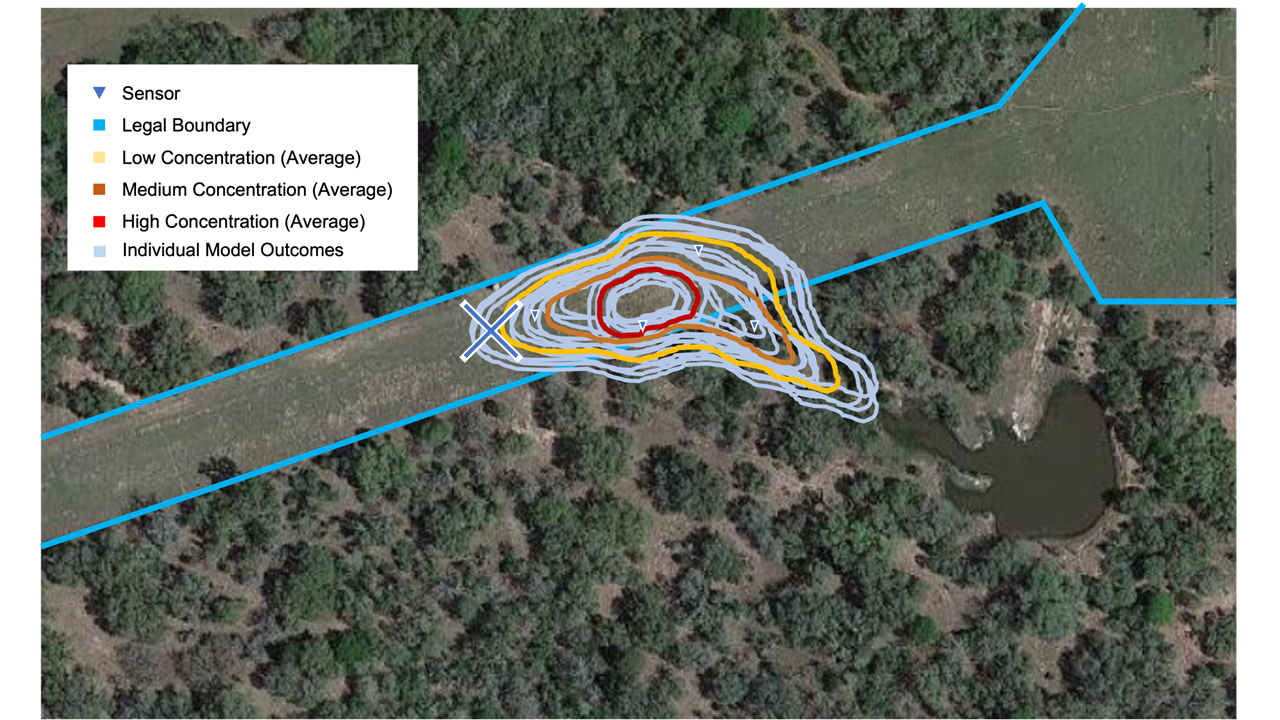 Sensor
Legal Boundary
Low Concentration (Average)
Medium Concentration (Average)
High Concentration (Average)
Individual Model Outcomes